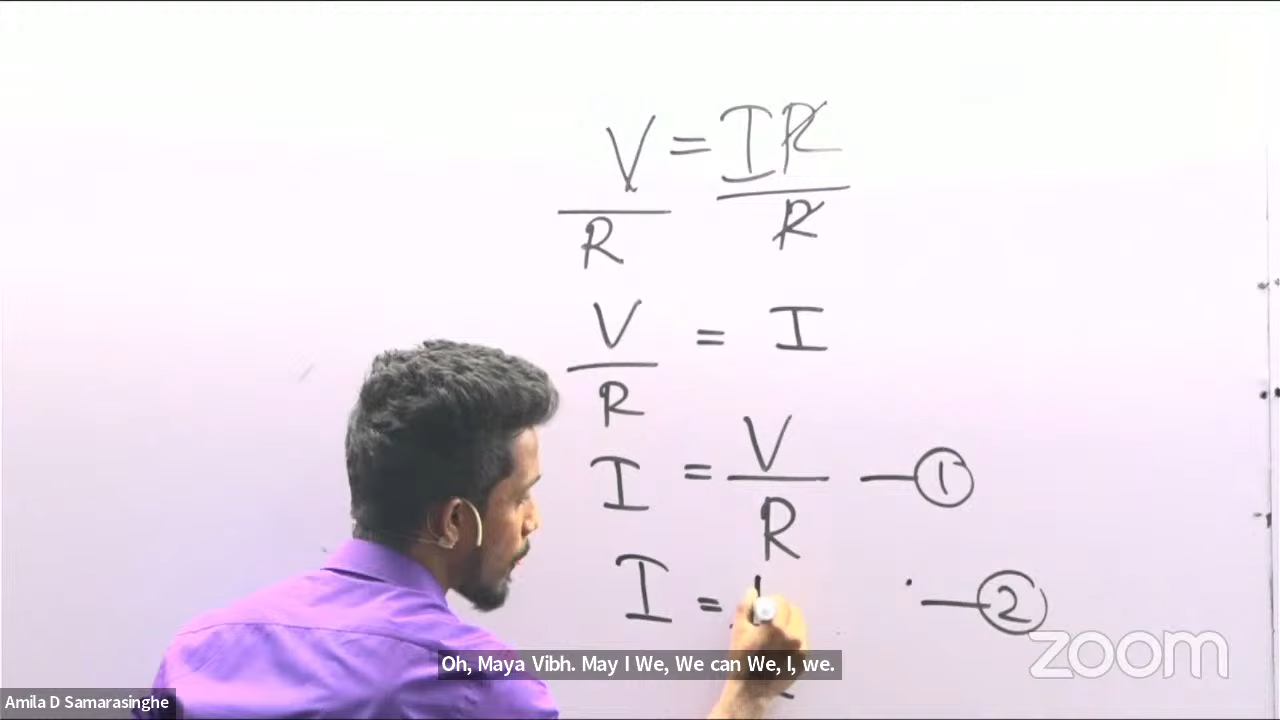 V = IR
R R
V = I
R
I = V — ①
R
I = — ②
zoom
Oh, Maya Vibh. May I We, We can We, I, we.
Amila D Samarasinghe